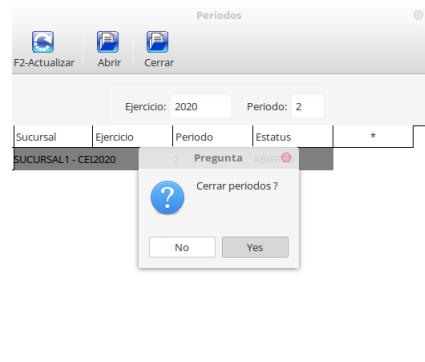 Periodos
F2-Actualizar Abrir Cerrar
Ejercicio: 2020 Periodo: 2
Sucursal Ejercicio Periodo Estatus *
SUCURSAL1 - CEI2020 2 ABIERTO
Pregunta
Cerrar periodos ?
No Yes